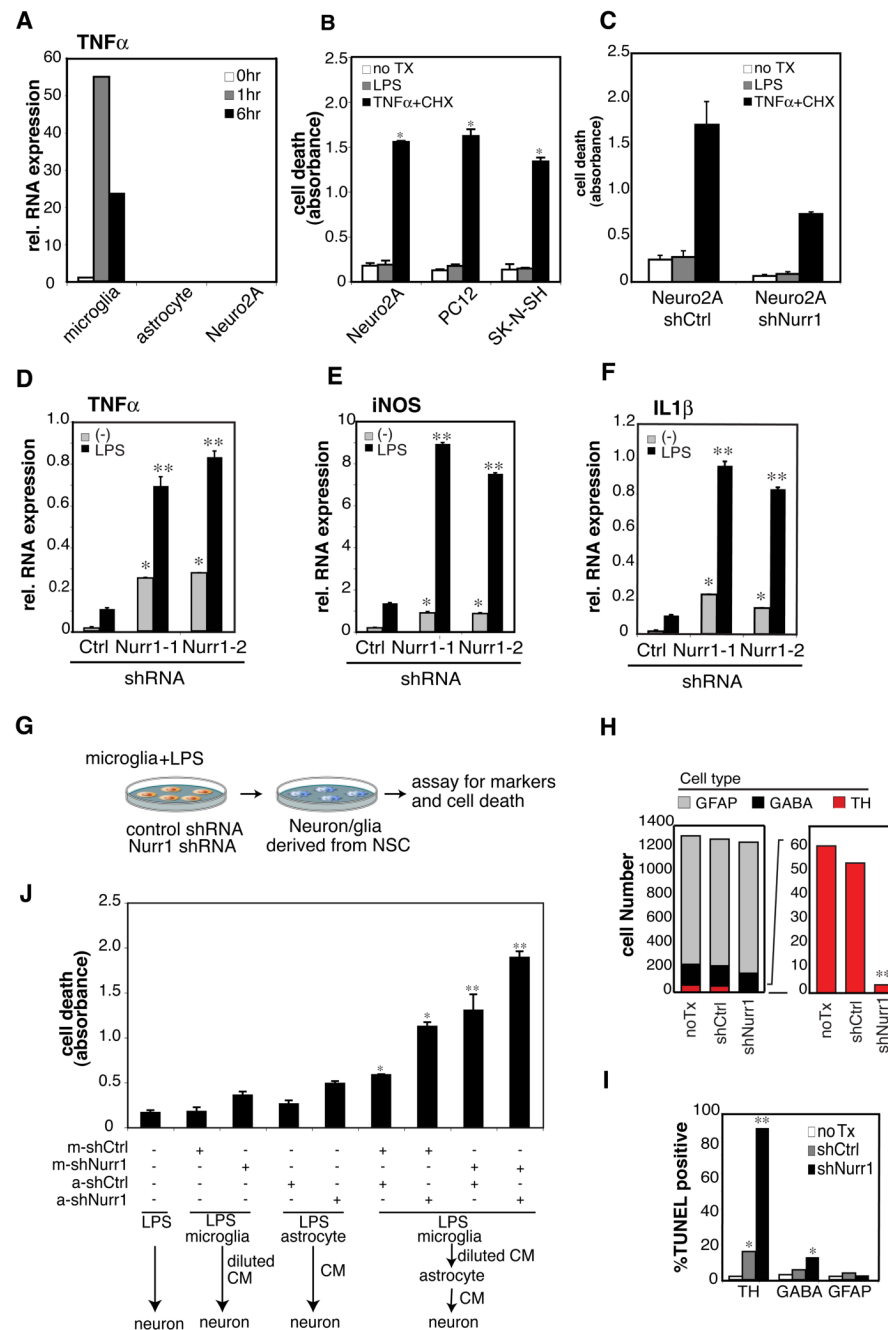 A
TNFα
rel. RNA expression
60
50
40
30
20
10
0
0hr
1hr
6hr
microglia
astrocyte
Neuro2A
B
cell death
(absorbance)
2.5
2.0
1.5
1.0
0.5
0
no TX
LPS
TNFα+CHX
*
*
*
Neuro2A
PC12
SK-N-SH
C
cell death
(absorbance)
2.5
2.0
1.5
1.0
0.5
0
no TX
LPS
TNFα+CHX
Neuro2A
shCtrl
Neuro2A
shNurr1
D
TNFα
rel. RNA expression
1.0
0.8
0.6
0.4
0.2
0
(-)
LPS
*
**
*
**
Ctrl Nurr1-1 Nurr1-2
shRNA
E
iNOS
rel. RNA expression
10
8
6
4
2
0
(-)
LPS
*
**
*
**
Ctrl Nurr1-1 Nurr1-2
shRNA
F
IL1β
rel. RNA expression
1.2
1.0
0.8
0.6
0.4
0.2
0
(-)
LPS
*
**
*
**
Ctrl Nurr1-1 Nurr1-2
shRNA
G
microglia+LPS
control shRNA
Nurr1 shRNA
Neuron/glia
derived from NSC
assay for markers
and cell death
H
Cell type
GFAP GABA TH
cell Number
1400
1200
1000
800
600
400
200
0
noTx
shCtrl
shNurr1
60
50
40
30
20
10
0
**
noTx
shCtrl
shNurr1
J
cell death
(absorbance)
2.5
2.0
1.5
1.0
0.5
0
*
*
**
**
m-shCtrl - + - - - + + - -
m-shNurr1 - - + - - - - + +
a-shCtrl - - - + - + - + -
a-shNurr1 - - - - + - + - +
LPS
neuron
LPS
microglia
diluted
CM
neuron
LPS
astrocyte
CM
neuron
LPS
microglia
diluted CM
astrocyte
CM
neuron
I
%TUNEL positive
100
80
60
40
20
0
noTx
shCtrl
shNurr1
*
**
*
TH GABA GFAP